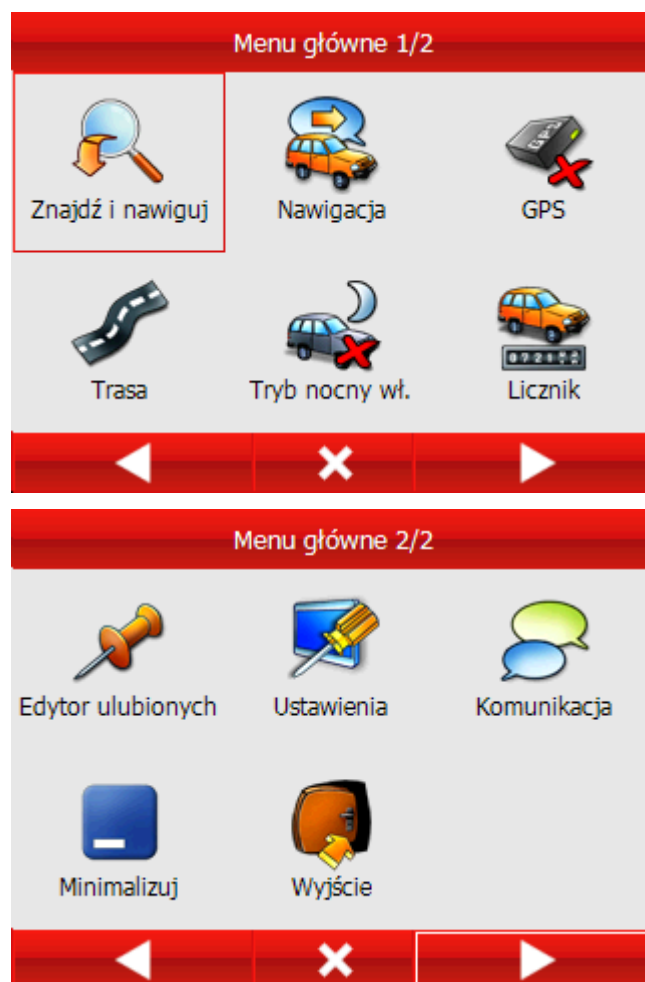 Menu główne 1/2
Znajdź i nawiguj
Nawigacja
GPS
GPS
Trasa
Tryb nocny wł.
Licznik
Menu główne 2/2
Edytor ulubionych
Ustawienia
Komunikacja
Minimalizuj
Wyjście